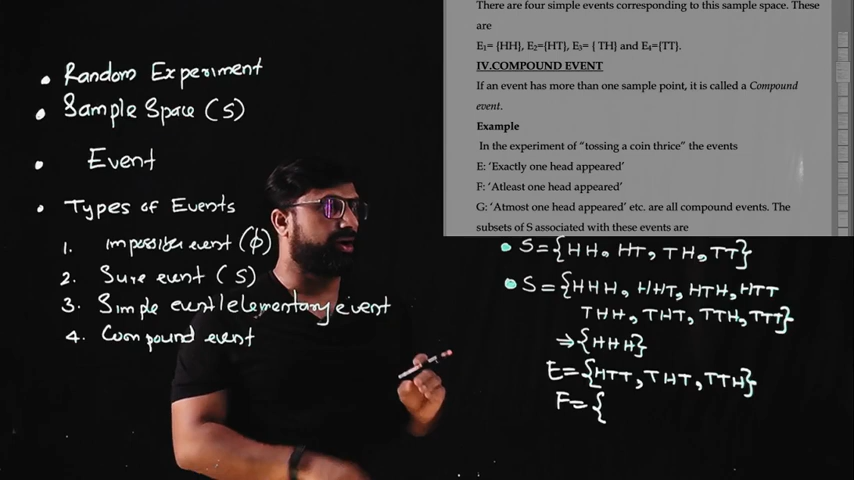 • Random Experiment
• Sample Space (S)
• Event
• Types of Events
1. impossible event (ϕ)
2. Sure event (S)
3. Simple event/elementary event
4. Compound event
There are four simple events corresponding to this sample space. These
are
E₁= {HH}, E₂={HT}, E₃= { TH} and E₄={TT}.
IV.COMPOUND EVENT
If an event has more than one sample point, it is called a Compound
event.
Example
In the experiment of “tossing a coin thrice” the events
E: ‘Exactly one head appeared’
F: ‘Atleast one head appeared’
G: ‘Atmost one head appeared’ etc. are all compound events. The
subsets of S associated with these events are
• S={HH, HT, TH, TT}
• S={HHH, HHT, HTH, HTT
THH, THT, TTH, TTT}
⇒{HHH}
E={HTT, THT, TTH}
F={